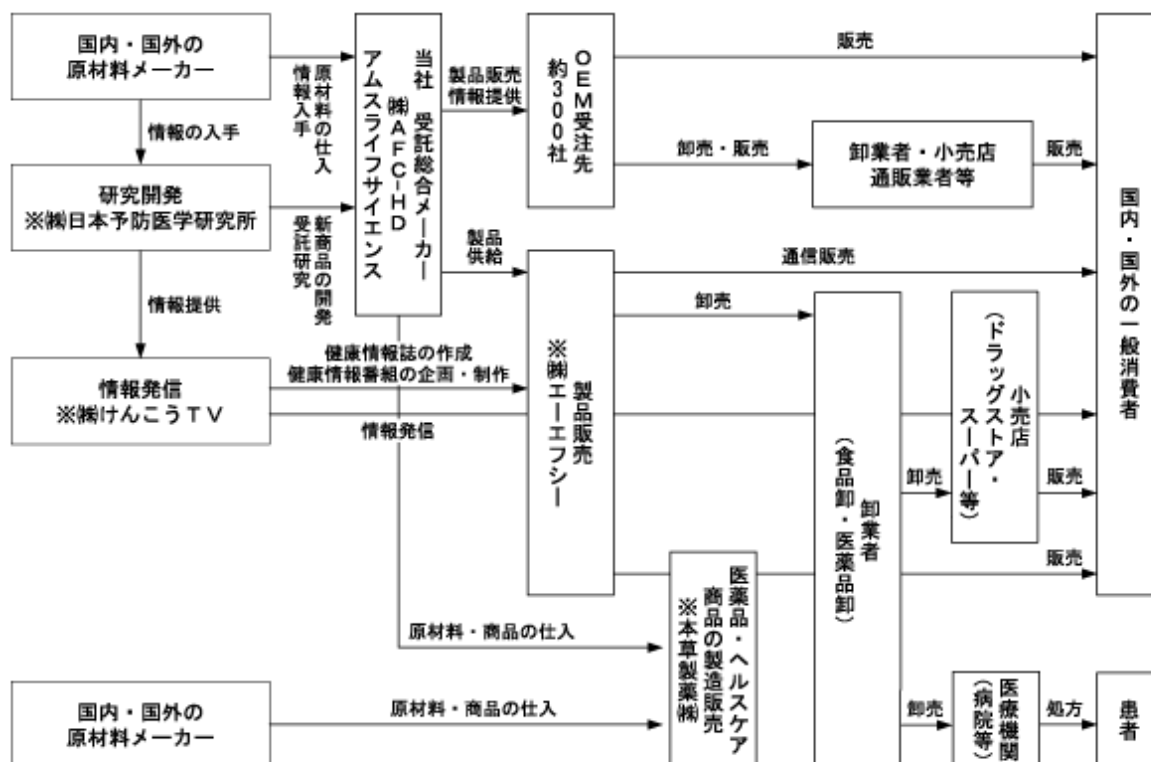 国内・国外の
原材料メーカー
情報の入手
研究開発
※㈱日本予防医学研究所
情報提供
情報発信
※㈱けんこうTV
国内・国外の
原材料メーカー
原材料の仕入
情報入手
新商品の開発
受託研究
当社 受託総合メーカー
㈱AFC-HD
アムスライフサイエンス
健康情報誌の作成
健康情報番組の企画・制作
情報発信
原材料・商品の仕入
原材料・商品の仕入
製品販売
情報提供
製品
供給
OEM受注先
約300社
製品販売
※㈱エーエフシー
販売
卸売・販売
卸業者・小売店
通販業者等
販売
通信販売
卸売
医薬品・ヘルスケア
商品の製造販売
※本草製薬㈱
卸業者
(食品卸・医薬品卸)
卸売
小売店
(ドラッグストア・
スーパー等)
販売
販売
卸売
医療機関
(病院等)
処方
国内・国外の一般消費者
患者